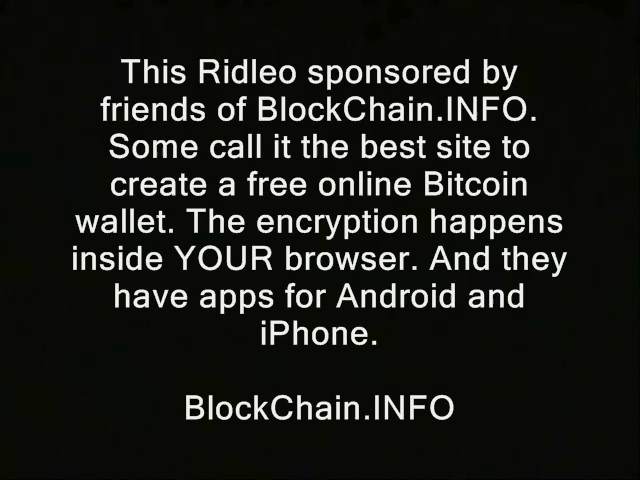 This Ridleo sponsored by
friends of BlockChain.INFO.
Some call it the best site to
create a free online Bitcoin
wallet. The encryption happens
inside YOUR browser. And they
have apps for Android and
iPhone.
BlockChain.INFO